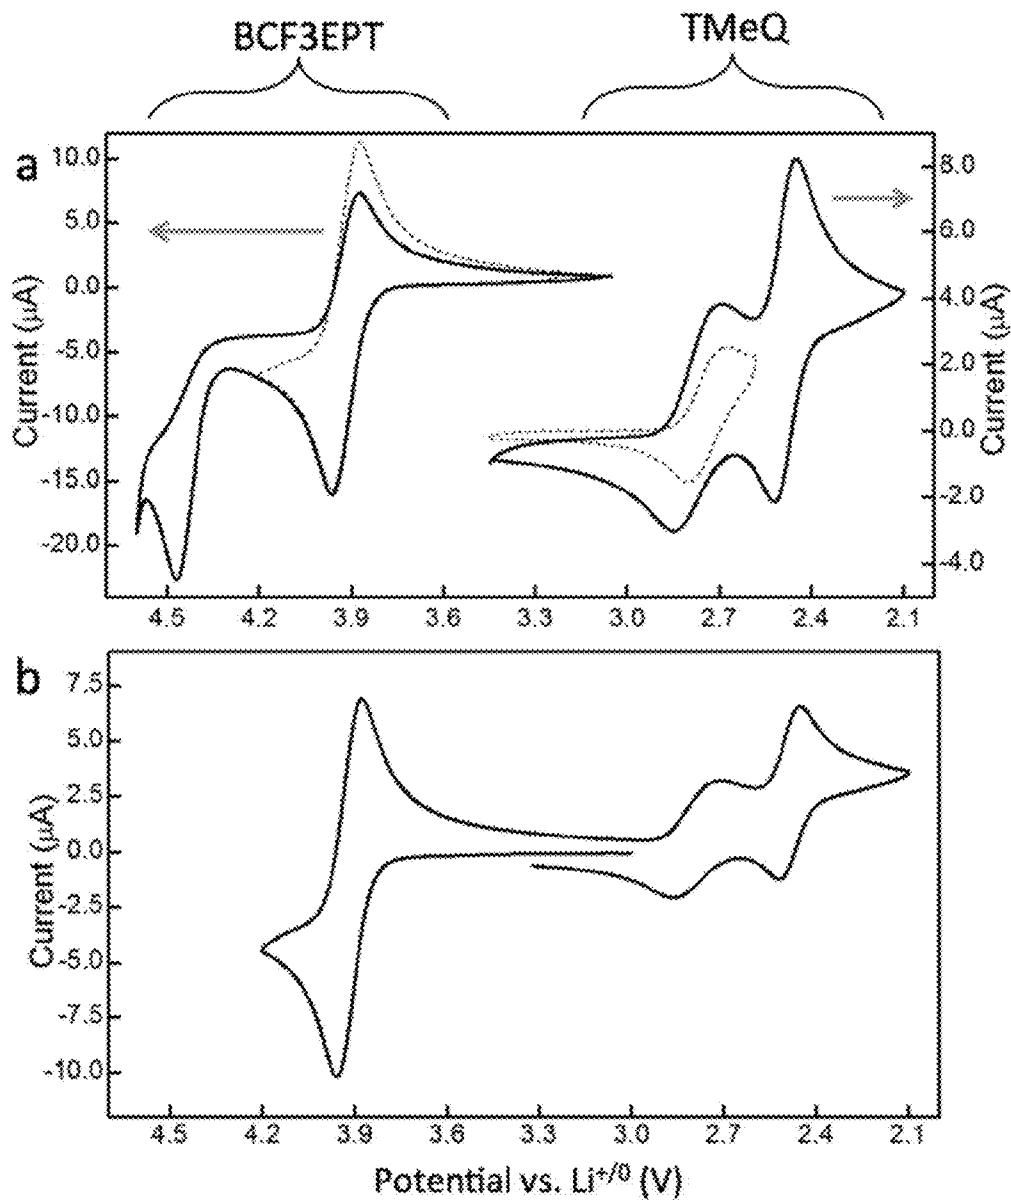 BCF3EPT TMeQ
a
10.0
5.0
0.0
-5.0
-10.0
-15.0
-20.0
Current (μA)
8.0
6.0
4.0
2.0
0.0
-2.0
-4.0
Current (μA)
4.5 4.2 3.9 3.6 3.3 3.0 2.7 2.4 2.1
b
7.5
5.0
2.5
0.0
-2.5
-5.0
-7.5
-10.0
Current (μA)
4.5 4.2 3.9 3.6 3.3 3.0 2.7 2.4 2.1
Potential vs. Li+/0 (V)